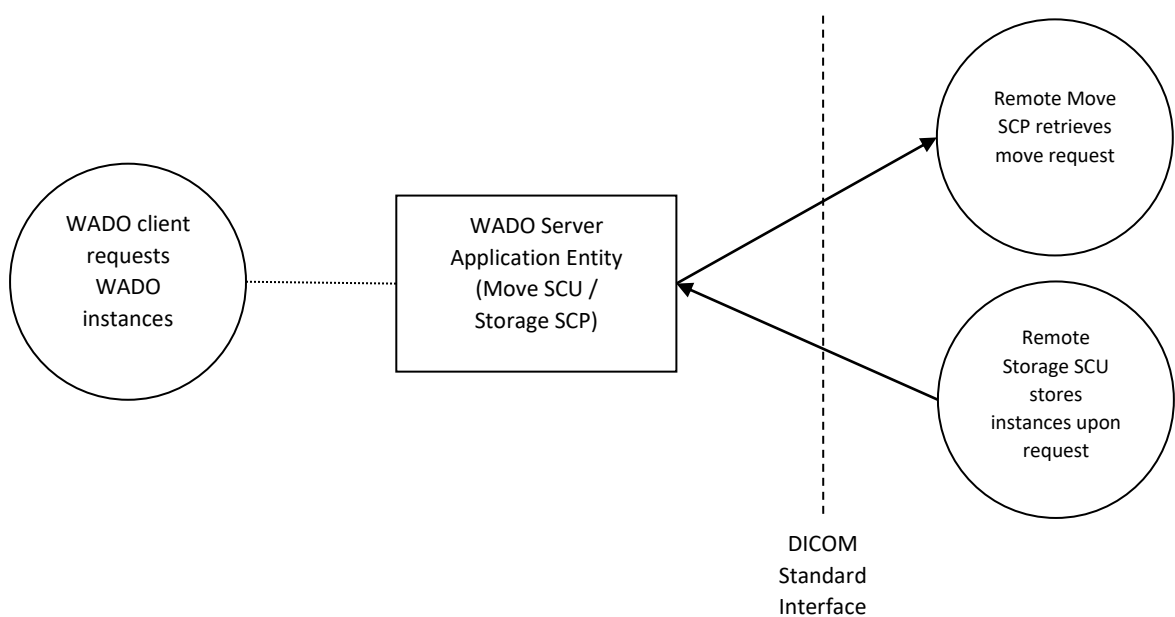 WADO client
requests
WADO
instances
WADO Server
Application Entity
(Move SCU /
Storage SCP)
Remote Move
SCP retrieves
move request
Remote
Storage SCU
stores
instances upon
request
DICOM
Standard
Interface